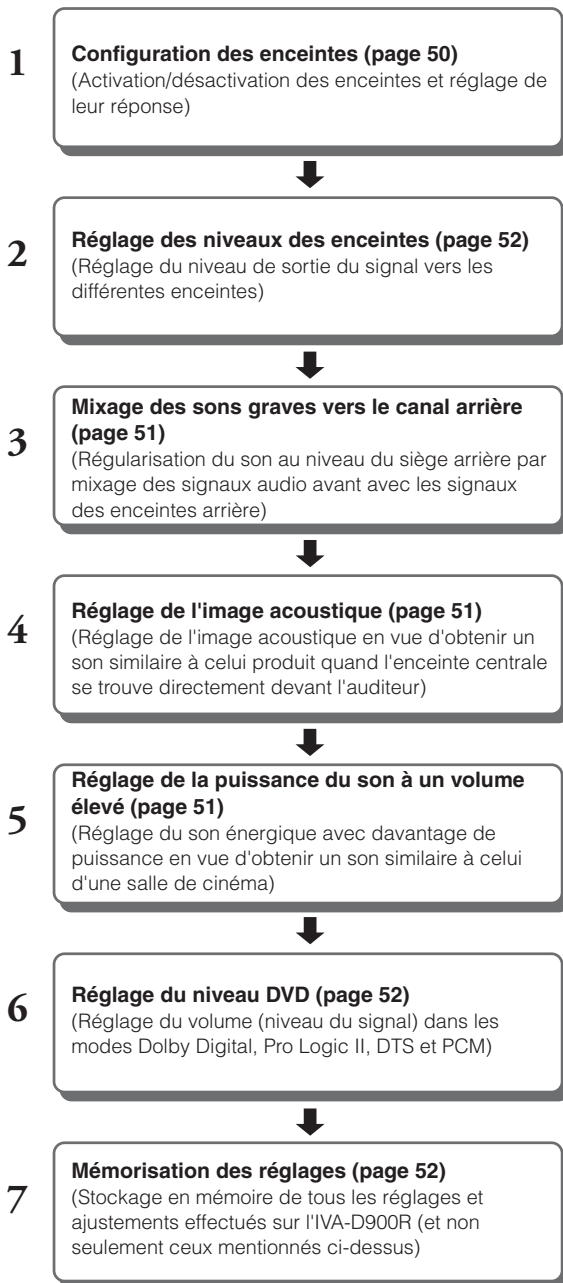 1
Configuration des enceintes (page 50)
(Activation/désactivation des enceintes et réglage de
leur réponse)
2
Réglage des niveaux des enceintes (page 52)
(Réglage du niveau de sortie du signal vers les
différentes enceintes)
3
Mixage des sons graves vers le canal arrière
(page 51)
(Régularisation du son au niveau du siège arrière par
mixage des signaux audio avant avec les signaux
des enceintes arrière)
4
Réglage de l'image acoustique (page 51)
(Réglage de l'image acoustique en vue d'obtenir un
son similaire à celui produit quand l'enceinte centrale
se trouve directement devant l'auditeur)
5
Réglage de la puissance du son à un volume
élevé (page 51)
(Réglage du son énergique avec davantage de
puissance en vue d'obtenir un son similaire à celui
d'une salle de cinéma)
6
Réglage du niveau DVD (page 52)
(Réglage du volume (niveau du signal) dans les
modes Dolby Digital, Pro Logic II, DTS et PCM)
7
Mémorisation des réglages (page 52)
(Stockage en mémoire de tous les réglages et
ajustements effectués sur l'IVA-D900R (et non
seulement ceux mentionnés ci-dessus)